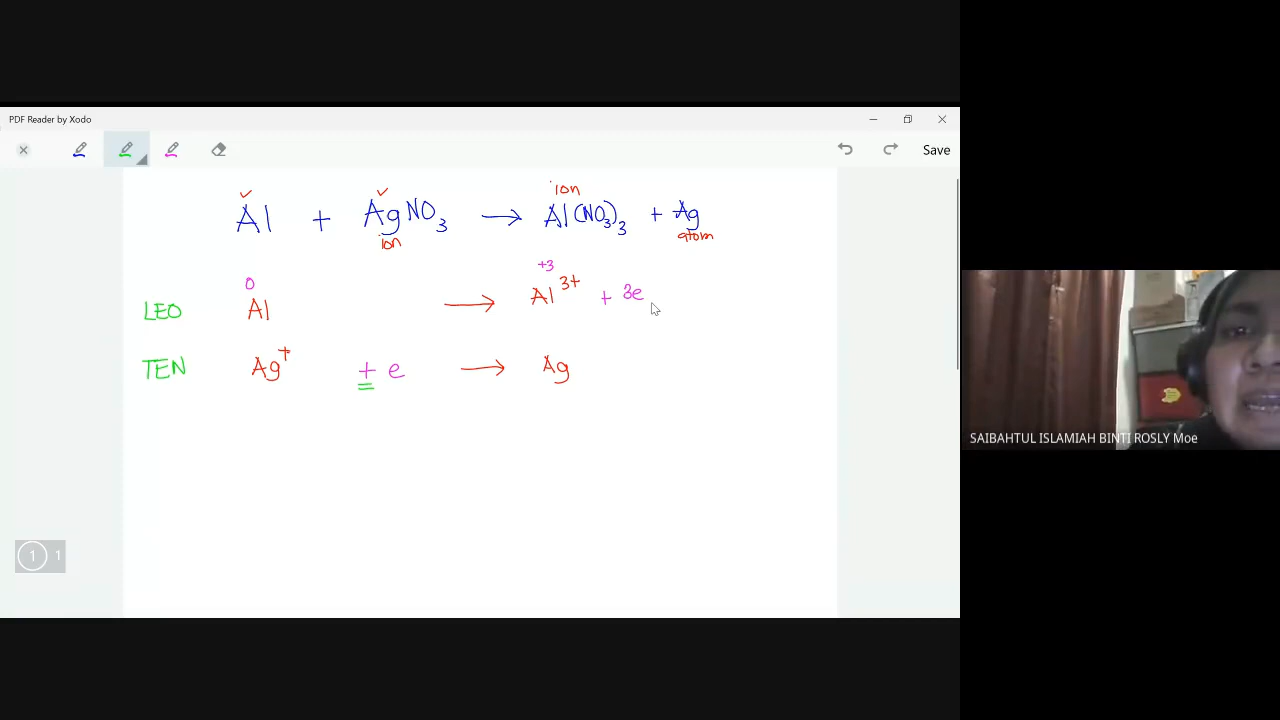 PDF Reader by Xodo
Save
ion
Al + AgNO3 → Al(NO3)3 + Ag
ion atom
0 +3
LEO Al → Al3+ + 3e
TEN Ag+ + e → Ag
1 1
SAIBAHTUL ISLAMIAH BINTI ROSLY Moe